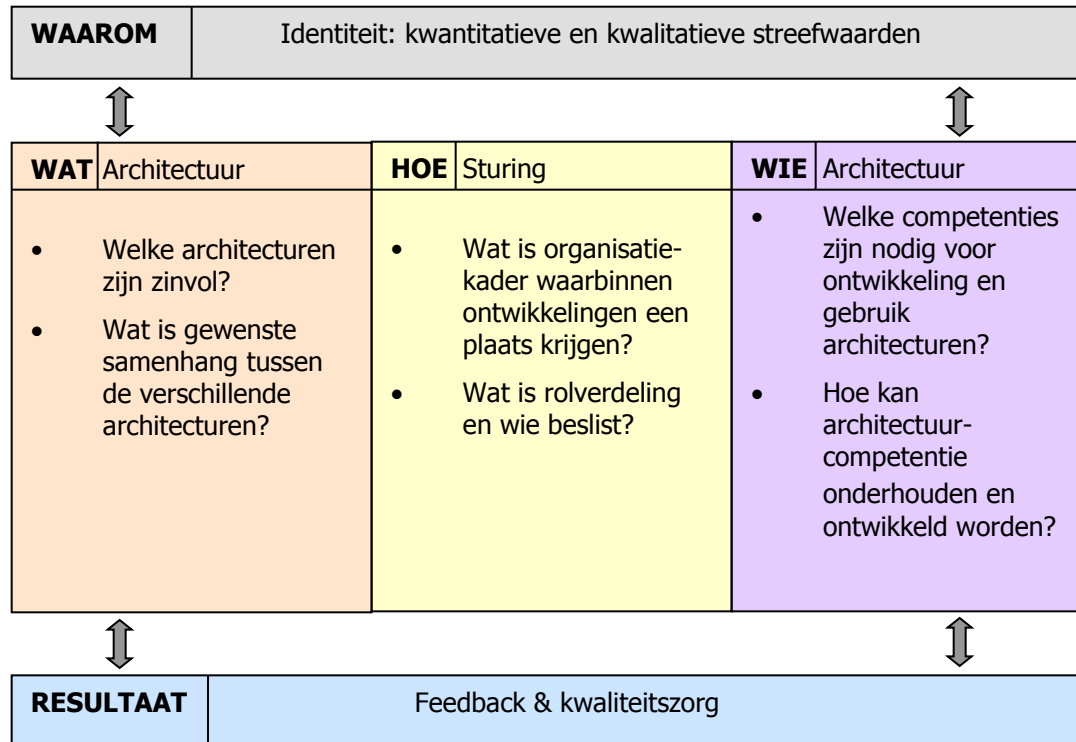 WAAROM Identiteit: kwantitatieve en kwalitatieve streefwaarden
WAT Architectuur
• Welke architecturen
zijn zinvol?
• Wat is gewenste
samenhang tussen
de verschillende
architecturen?
HOE Sturing
• Wat is organisatie-
kader waarbinnen
ontwikkelingen een
plaats krijgen?
• Wat is rolverdeling
en wie beslist?
WIE Architectuur
• Welke competenties
zijn nodig voor
ontwikkeling en
gebruik
architecturen?
• Hoe kan
architectuur-
competentie
onderhouden en
ontwikkeld worden?
RESULTAAT Feedback & kwaliteitszorg